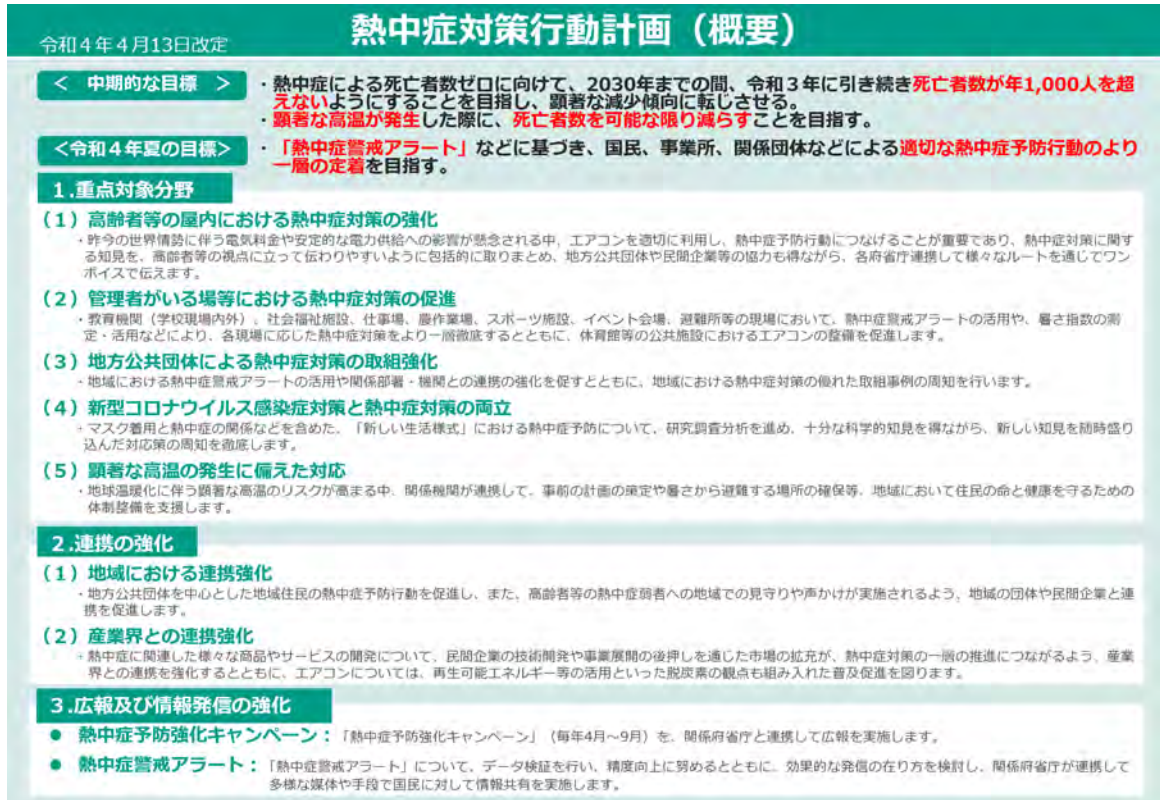 令和４年４月13日改定
熱中症対策行動計画（概要）
＜ 中期的な目標 ＞
・熱中症による死亡者数ゼロに向けて、2030年までの間、令和３年に引き続き死亡者数が年1,000人を超
えないようにすることを目指し、顕著な減少傾向に転じさせる。
・顕著な高温が発生した際に、死亡者数を可能な限り減らすことを目指す。
＜令和４年夏の目標＞
・「熱中症警戒アラート」などに基づき、国民、事業所、関係団体などによる適切な熱中症予防行動のより
一層の定着を目指す。
１.重点対象分野
（１）高齢者等の屋内における熱中症対策の強化
・昨今の世界情勢に伴う電気料金や安定的な電力供給への影響が懸念される中、エアコンを適切に利用し、熱中症予防行動につなげることが重要であり、熱中症対策に関す
る知見を、高齢者等の視点に立って伝わりやすいように包括的に取りまとめ、地方公共団体や民間企業等の協力も得ながら、各府省庁連携して様々なルートを通じてワン
ボイスで伝えます。
（２）管理者がいる場等における熱中症対策の促進
・教育機関（学校現場内外）、社会福祉施設、仕事場、農作業場、スポーツ施設、イベント会場、避難所等の現場において、熱中症警戒アラートの活用や、暑さ指数の測
定・活用などにより、各現場に応じた熱中症対策をより一層徹底するとともに、体育館等の公共施設におけるエアコンの整備を促進します。
（３）地方公共団体による熱中症対策の取組強化
・地域における熱中症警戒アラートの活用や関係部署・機関との連携の強化を促すとともに、地域における熱中症対策の優れた取組事例の周知を行います。
（４）新型コロナウイルス感染症対策と熱中症対策の両立
・マスク着用と熱中症の関係などを含めた、「新しい生活様式」における熱中症予防について、研究調査分析を進め、十分な科学的知見を得ながら、新しい知見を随時盛り
込んだ対応策の周知を徹底します。
（５）顕著な高温の発生に備えた対応
・地球温暖化に伴う顕著な高温のリスクが高まる中、関係機関が連携して、事前の計画の策定や暑さから避難する場所の確保等、地域において住民の命と健康を守るための
体制整備を支援します。
２.連携の強化
（１）地域における連携強化
・地方公共団体を中心とした地域住民の熱中症予防行動を促進し、また、高齢者等の熱中症弱者への地域での見守りや声かけが実施されるよう、地域の団体や民間企業と連
携を促進します。
（２）産業界との連携強化
・熱中症に関連した様々な商品やサービスの開発について、民間企業の技術開発や事業展開の後押しを通じた市場の拡充が、熱中症対策の一層の推進につながるよう、産業
界との連携を強化するとともに、エアコンについては、再生可能エネルギー等の活用といった脱炭素の観点も組み入れた普及促進を図ります。
３.広報及び情報発信の強化
● 熱中症予防強化キャンペーン：「熱中症予防強化キャンペーン」（毎年4月～9月）を、関係府省庁と連携して広報を実施します。
● 熱中症警戒アラート：「熱中症警戒アラート」について、データ検証を行い、精度向上に努めるとともに、効果的な発信の在り方を検討し、関係府省庁が連携して
多様な媒体や手段で国民に対して情報共有を実施します。